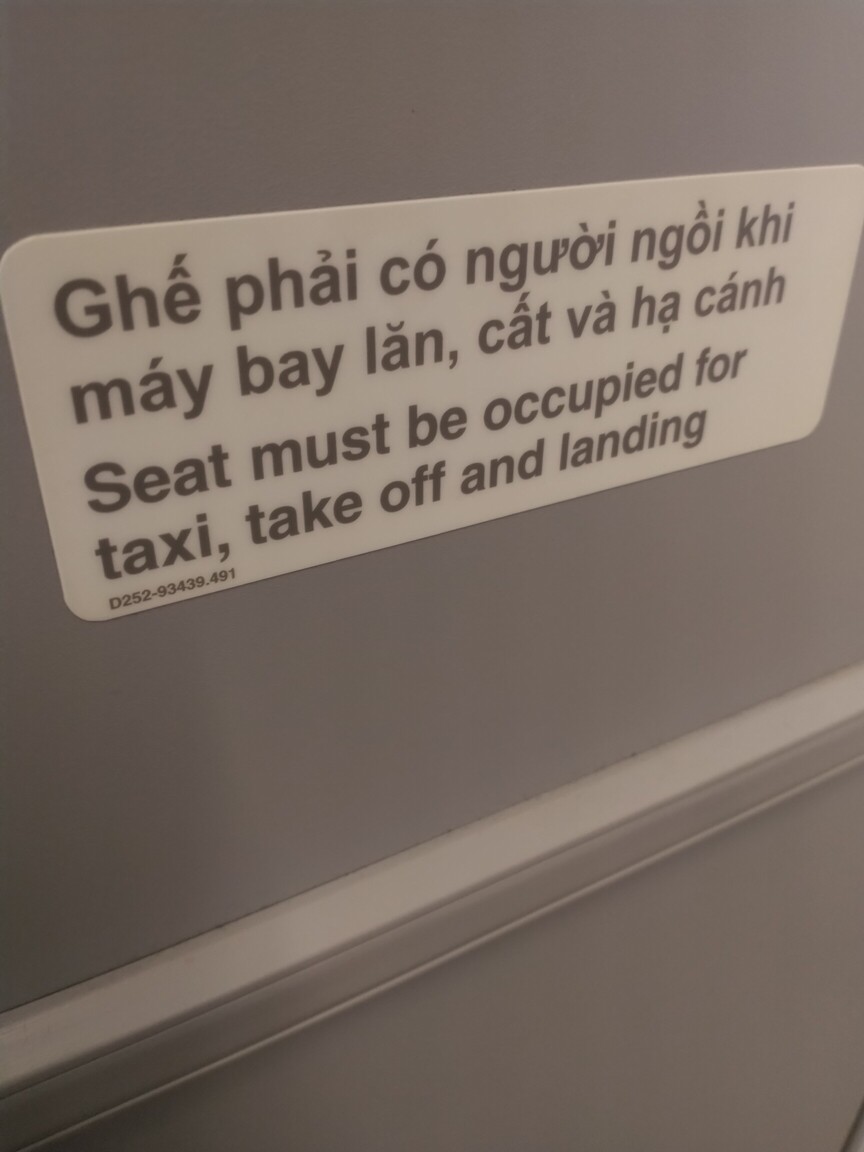 Ghế phải có người ngồi khi
máy bay lăn, cất và hạ cánh
Seat must be occupied for
taxi, take off and landing
D252-93439.491